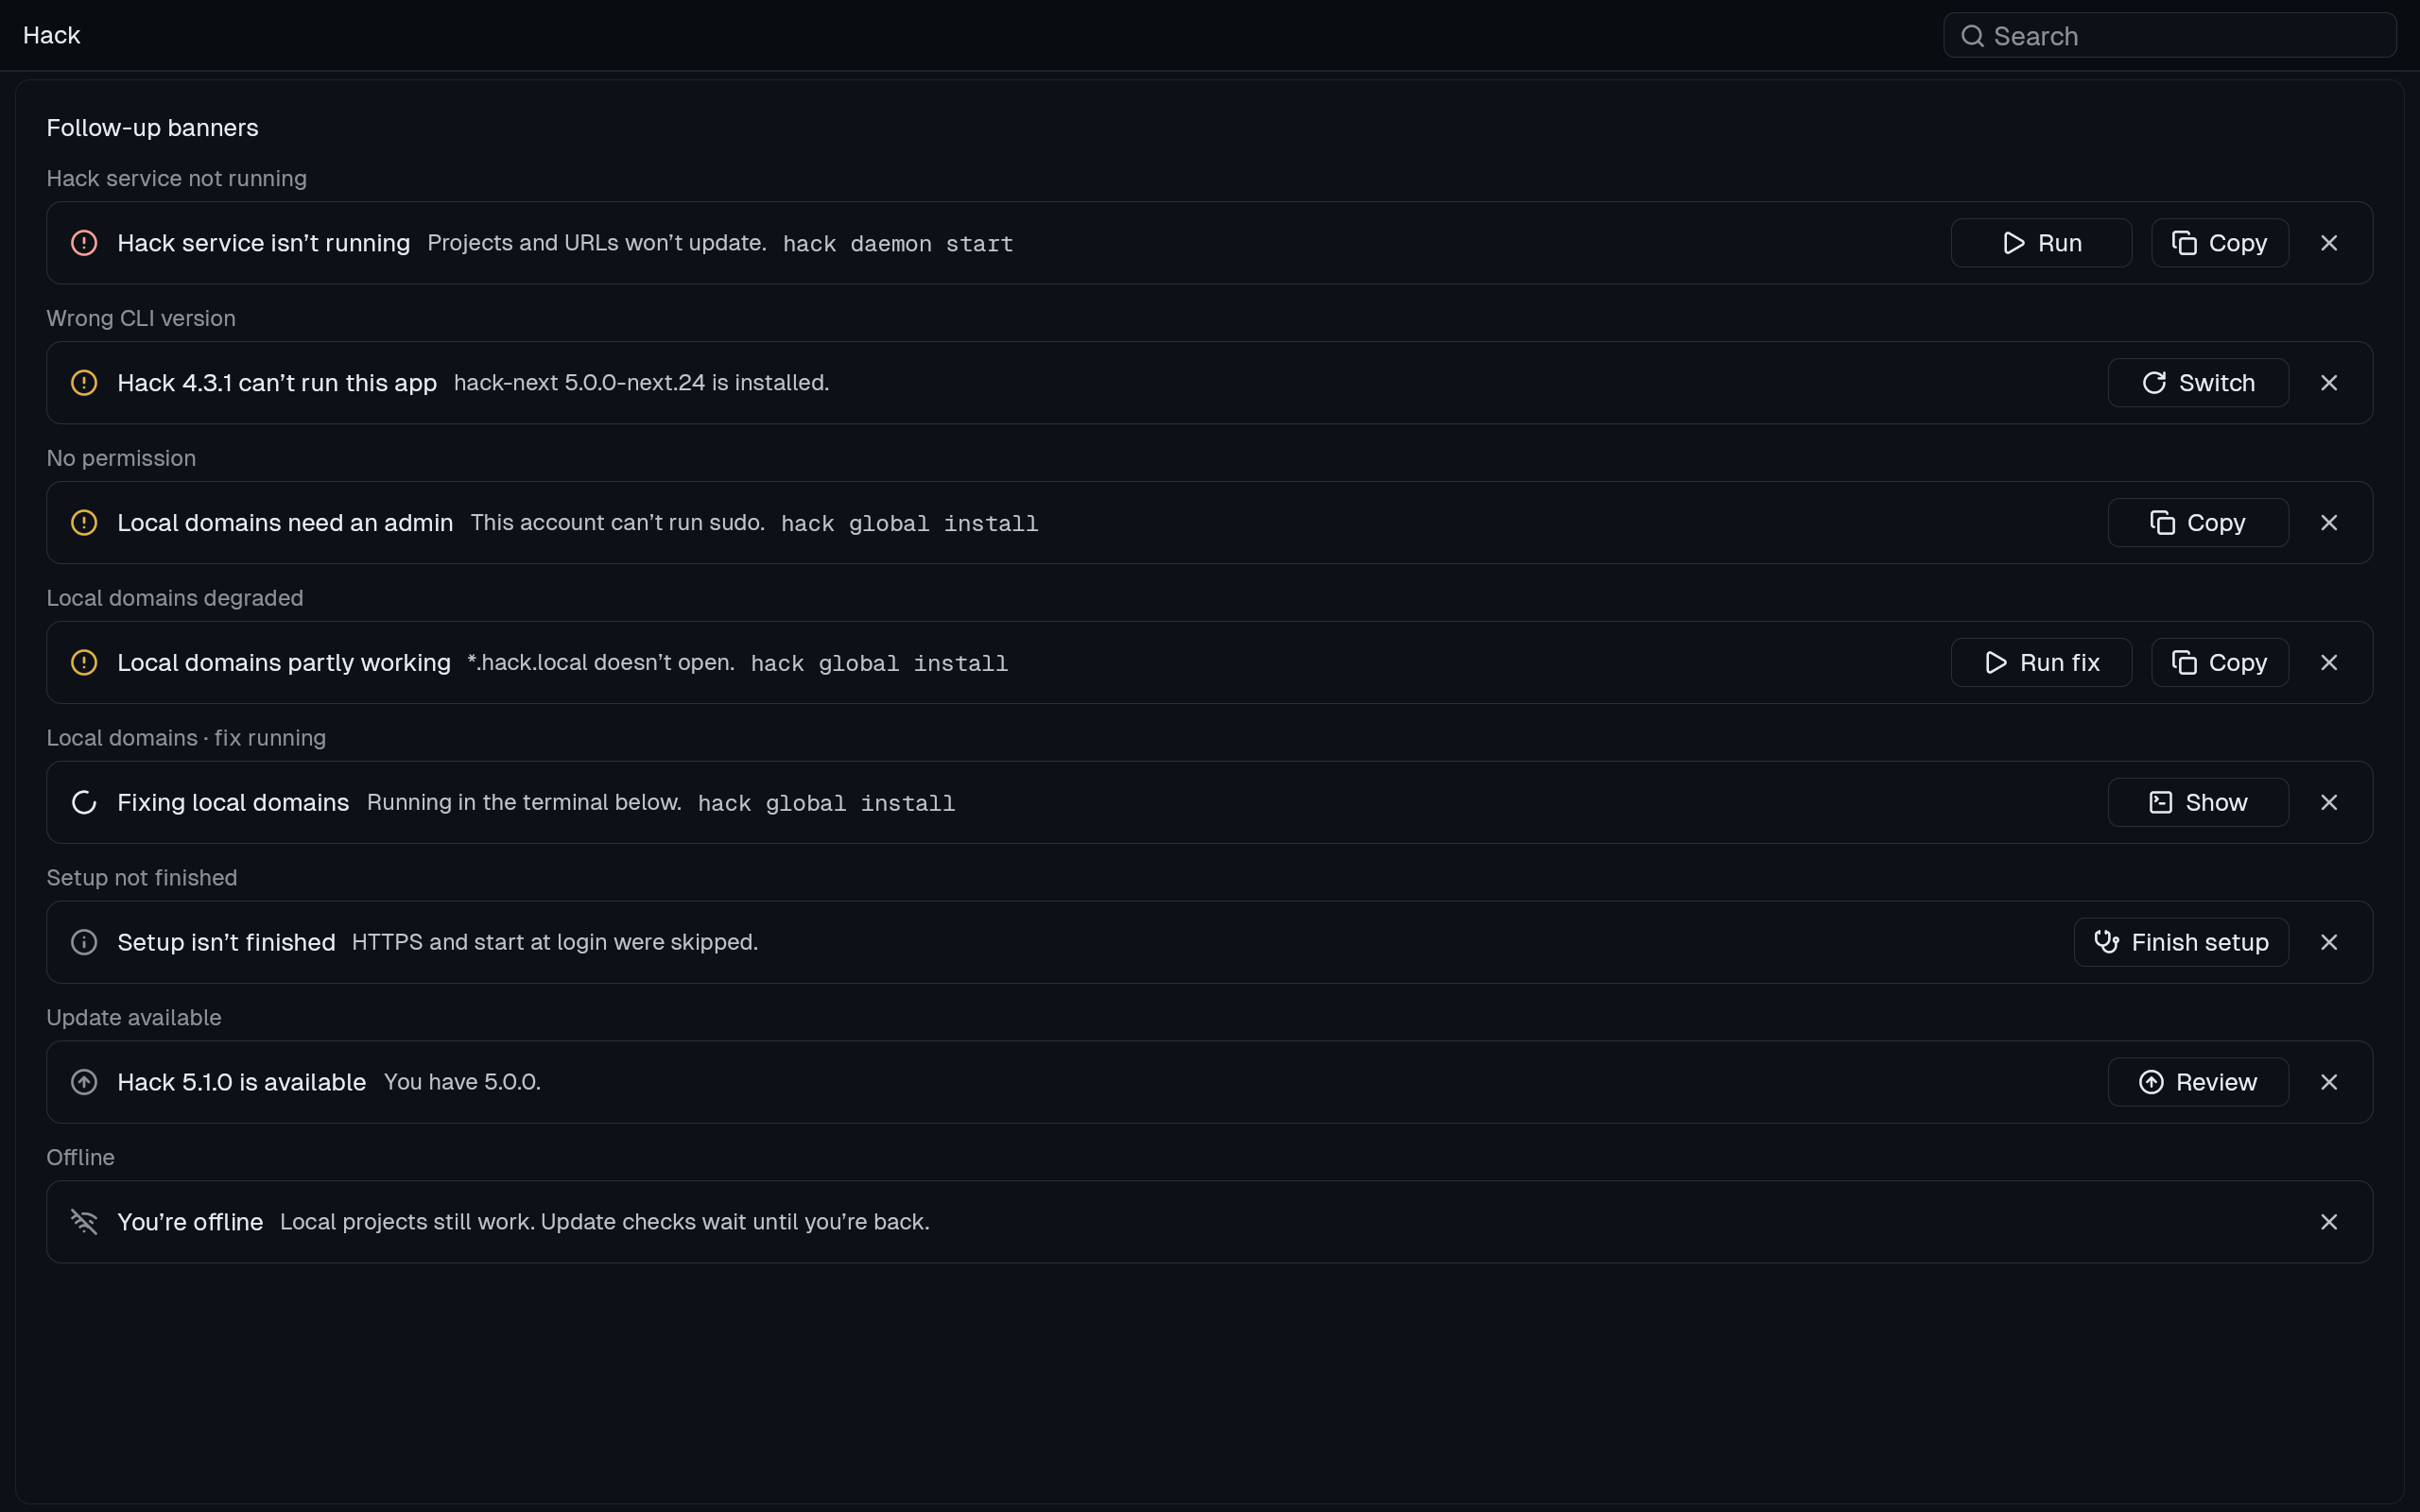 Hack
Search
Follow-up banners
Hack service not running
Hack service isn’t running Projects and URLs won’t update. hack daemon start Run Copy
Wrong CLI version
Hack 4.3.1 can’t run this app hack-next 5.0.0-next.24 is installed. Switch
No permission
Local domains need an admin This account can’t run sudo. hack global install Copy
Local domains degraded
Local domains partly working *.hack.local doesn’t open. hack global install Run fix Copy
Local domains · fix running
Fixing local domains Running in the terminal below. hack global install Show
Setup not finished
Setup isn’t finished HTTPS and start at login were skipped. Finish setup
Update available
Hack 5.1.0 is available You have 5.0.0. Review
Offline
You’re offline Local projects still work. Update checks wait until you’re back.